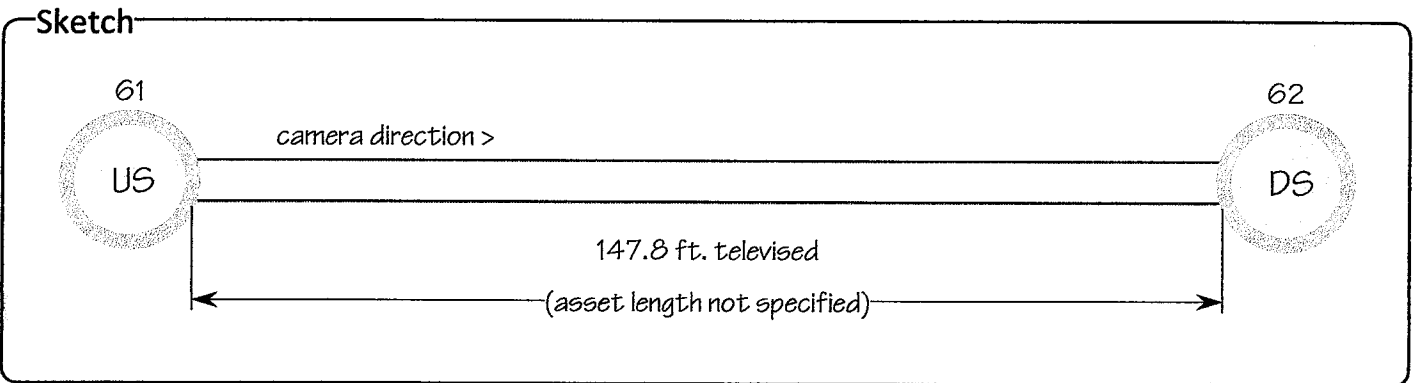 Sketch
61
62
camera direction >
US
DS
147.8 ft. televised
(asset length not specified)